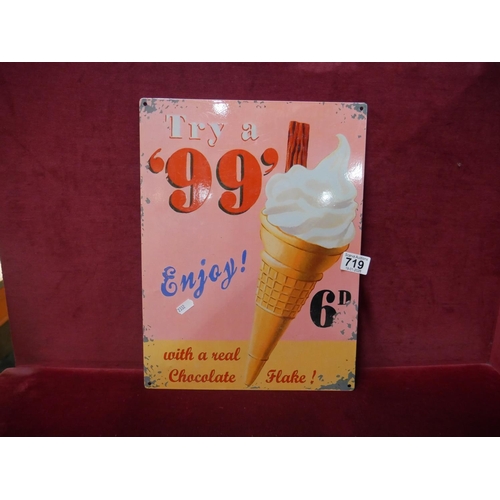 Try a
'99'
Enjoy!
719
6D
with a real
Chocolate Flake!